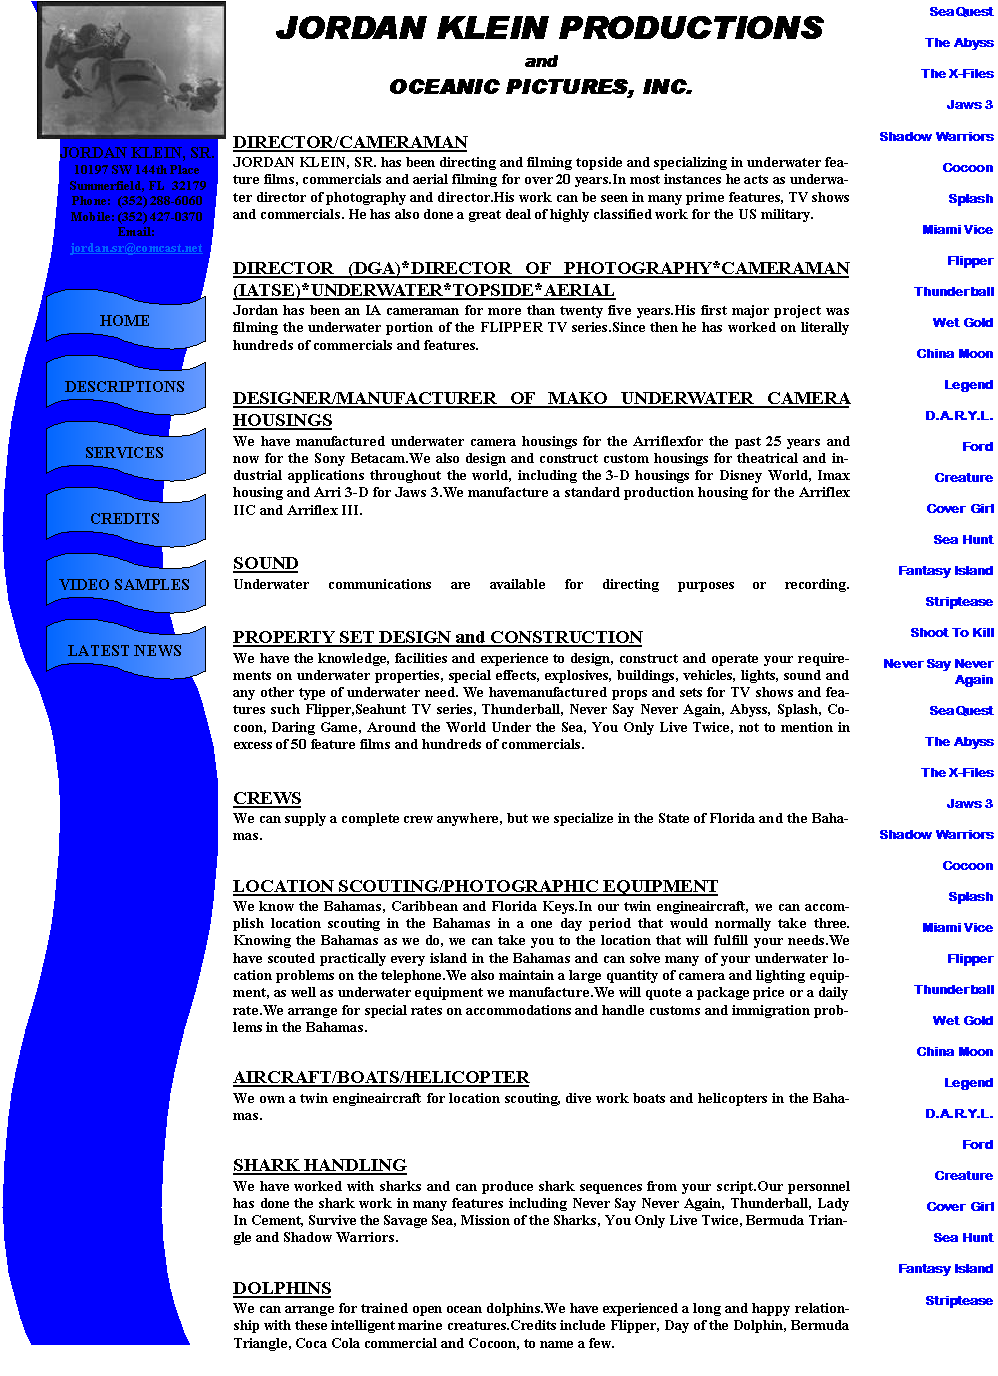 JORDAN KLEIN PRODUCTIONS
and
OCEANIC PICTURES, INC.
JORDAN KLEIN, SR.
10197 SW 144th Place
Summerfield, FL 32179
Phone: (352) 288-6060
Mobile: (352) 427-0370
Email:
jordan.sr@comcast.net
HOME
DESCRIPTIONS
SERVICES
CREDITS
VIDEO SAMPLES
LATEST NEWS
DIRECTOR/CAMERAMAN
JORDAN KLEIN, SR. has been directing and filming topside and specializing in underwater fea-
ture films, commercials and aerial filming for over 20 years.In most instances he acts as underwa-
ter director of photography and director.His work can be seen in many prime features, TV shows
and commercials. He has also done a great deal of highly classified work for the US military.
DIRECTOR (DGA)*DIRECTOR OF PHOTOGRAPHY*CAMERAMAN
(IATSE)*UNDERWATER*TOPSIDE*AERIAL
Jordan has been an IA cameraman for more than twenty five years.His first major project was
filming the underwater portion of the FLIPPER TV series.Since then he has worked on literally
hundreds of commercials and features.
DESIGNER/MANUFACTURER OF MAKO UNDERWATER CAMERA
HOUSINGS
We have manufactured underwater camera housings for the Arriflexfor the past 25 years and
now for the Sony Betacam.We also design and construct custom housings for theatrical and in-
dustrial applications throughout the world, including the 3-D housings for Disney World, Imax
housing and Arri 3-D for Jaws 3.We manufacture a standard production housing for the Arriflex
IIC and Arriflex III.
SOUND
Underwater communications are available for directing purposes or recording.
PROPERTY SET DESIGN and CONSTRUCTION
We have the knowledge, facilities and experience to design, construct and operate your require-
ments on underwater properties, special effects, explosives, buildings, vehicles, lights, sound and
any other type of underwater need. We havemanufactured props and sets for TV shows and fea-
tures such Flipper,Seahunt TV series, Thunderball, Never Say Never Again, Abyss, Splash, Co-
coon, Daring Game, Around the World Under the Sea, You Only Live Twice, not to mention in
excess of 50 feature films and hundreds of commercials.
CREWS
We can supply a complete crew anywhere, but we specialize in the State of Florida and the Baha-
mas.
LOCATION SCOUTING/PHOTOGRAPHIC EQUIPMENT
We know the Bahamas, Caribbean and Florida Keys.In our twin engineaircraft, we can accom-
plish location scouting in the Bahamas in a one day period that would normally take three.
Knowing the Bahamas as we do, we can take you to the location that will fulfill your needs.We
have scouted practically every island in the Bahamas and can solve many of your underwater lo-
cation problems on the telephone.We also maintain a large quantity of camera and lighting equip-
ment, as well as underwater equipment we manufacture.We will quote a package price or a daily
rate.We arrange for special rates on accommodations and handle customs and immigration prob-
lems in the Bahamas.
AIRCRAFT/BOATS/HELICOPTER
We own a twin engineaircraft for location scouting, dive work boats and helicopters in the Baha-
mas.
SHARK HANDLING
We have worked with sharks and can produce shark sequences from your script.Our personnel
has done the shark work in many features including Never Say Never Again, Thunderball, Lady
In Cement, Survive the Savage Sea, Mission of the Sharks, You Only Live Twice, Bermuda Trian-
gle and Shadow Warriors.
DOLPHINS
We can arrange for trained open ocean dolphins.We have experienced a long and happy relation-
ship with these intelligent marine creatures.Credits include Flipper, Day of the Dolphin, Bermuda
Triangle, Coca Cola commercial and Cocoon, to name a few.
SeaQuest
The Abyss
The X-Files
Jaws 3
Shadow Warriors
Cocoon
Splash
Miami Vice
Flipper
Thunderball
Wet Gold
China Moon
Legend
D.A.R.Y.L.
Ford
Creature
Cover Girl
Sea Hunt
Fantasy Island
Striptease
Shoot To Kill
Never Say Never
Again
SeaQuest
The Abyss
The X-Files
Jaws 3
Shadow Warriors
Cocoon
Splash
Miami Vice
Flipper
Thunderball
Wet Gold
China Moon
Legend
D.A.R.Y.L.
Ford
Creature
Cover Girl
Sea Hunt
Fantasy Island
Striptease